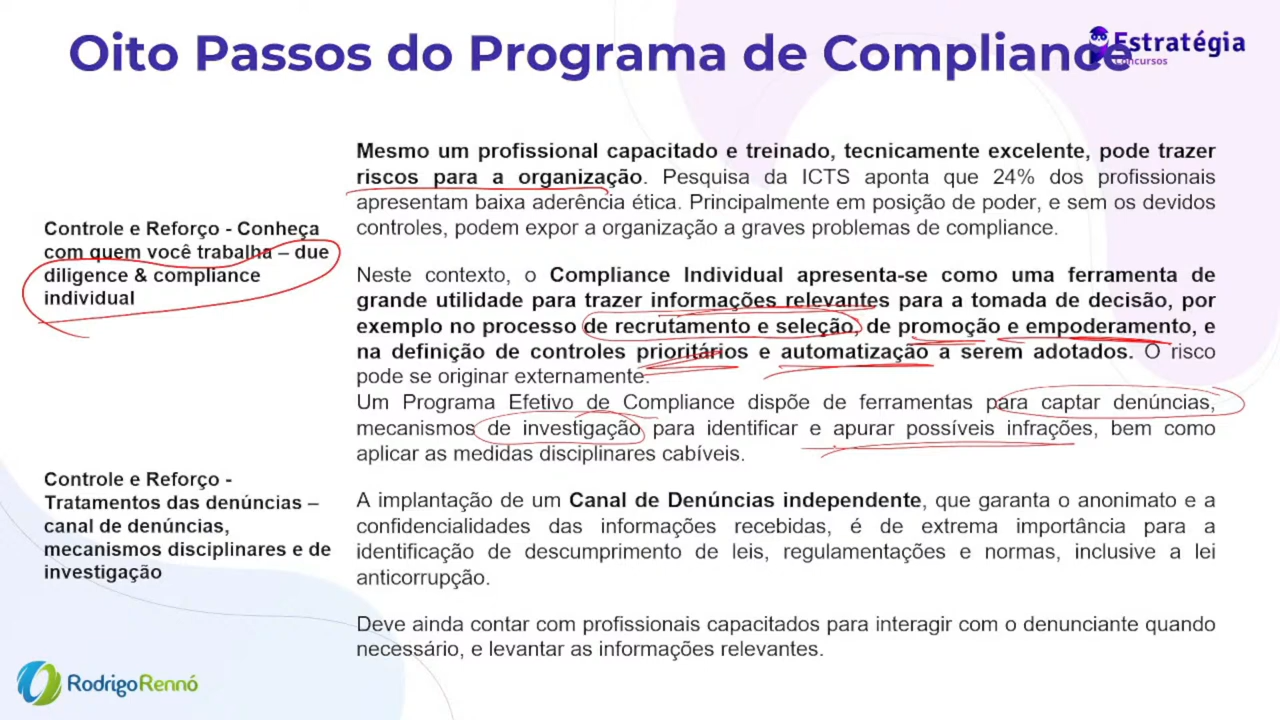 Oito Passos do Programa de Compliance
Estratégia
Concursos
Controle e Reforço - Conheça
com quem você trabalha – due
diligence & compliance
individual
Mesmo um profissional capacitado e treinado, tecnicamente excelente, pode trazer
riscos para a organização. Pesquisa da ICTS aponta que 24% dos profissionais
apresentam baixa aderência ética. Principalmente em posição de poder, e sem os devidos
controles, podem expor a organização a graves problemas de compliance.
Neste contexto, o Compliance Individual apresenta-se como uma ferramenta de
grande utilidade para trazer informações relevantes para a tomada de decisão, por
exemplo no processo de recrutamento e seleção, de promoção e empoderamento, e
na definição de controles prioritários e automatização a serem adotados. O risco
pode se originar externamente.
Controle e Reforço -
Tratamentos das denúncias –
canal de denúncias,
mecanismos disciplinares e de
investigação
Um Programa Efetivo de Compliance dispõe de ferramentas para captar denúncias,
mecanismos de investigação para identificar e apurar possíveis infrações, bem como
aplicar as medidas disciplinares cabíveis.
A implantação de um Canal de Denúncias independente, que garanta o anonimato e a
confidencialidades das informações recebidas, é de extrema importância para a
identificação de descumprimento de leis, regulamentações e normas, inclusive a lei
anticorrupção.
Deve ainda contar com profissionais capacitados para interagir com o denunciante quando
necessário, e levantar as informações relevantes.
RodrigoRennó